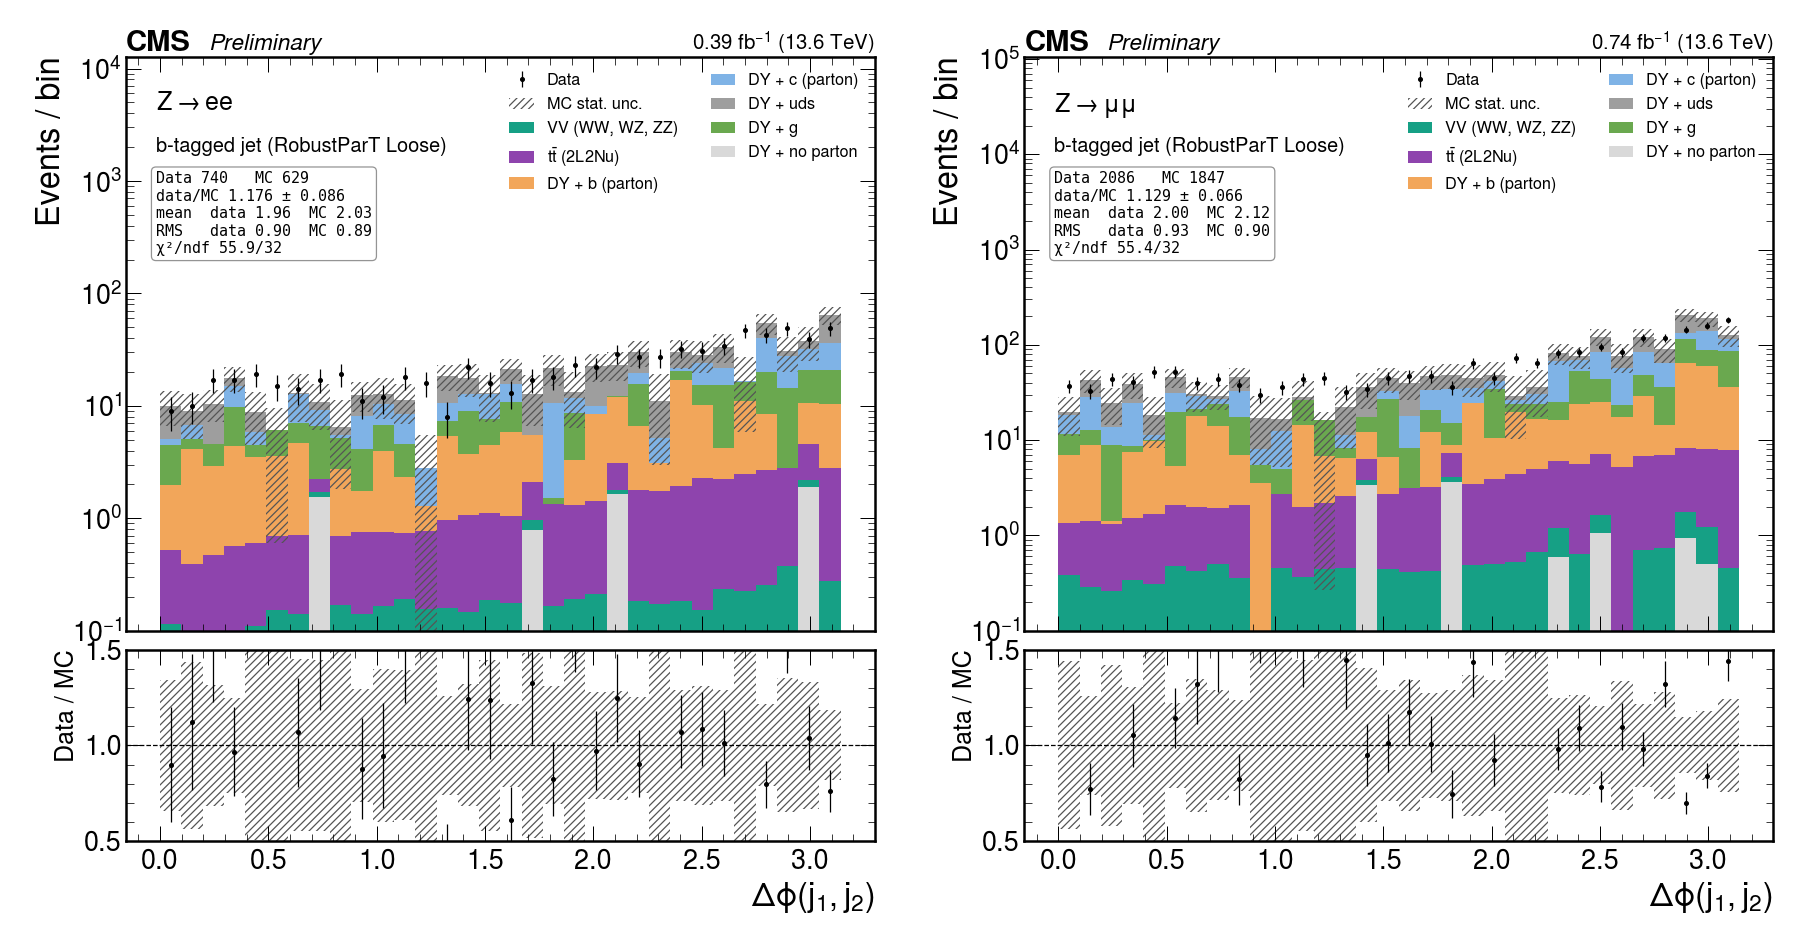 CMS Preliminary 0.39 fb⁻¹ (13.6 TeV)
Events / bin
10⁴
10³
10²
10¹
10⁰
10⁻¹
Z → ee
b-tagged jet (RobustParT Loose)
Data 740   MC 629
data/MC 1.176 ± 0.086
mean  data 1.96  MC 2.03
RMS   data 0.90  MC 0.89
χ²/ndf 55.9/32
Data
MC stat. unc.
VV (WW, WZ, ZZ)
tt̄ (2L2Nu)
DY + b (parton)
DY + c (parton)
DY + uds
DY + g
DY + no parton
Data / MC
1.5
1.0
0.5
0.0 0.5 1.0 1.5 2.0 2.5 3.0
Δϕ(j₁, j₂)
CMS Preliminary 0.74 fb⁻¹ (13.6 TeV)
Events / bin
10⁵
10⁴
10³
10²
10¹
10⁰
10⁻¹
Z → μμ
b-tagged jet (RobustParT Loose)
Data 2086   MC 1847
data/MC 1.129 ± 0.066
mean  data 2.00  MC 2.12
RMS   data 0.93  MC 0.90
χ²/ndf 55.4/32
Data
MC stat. unc.
VV (WW, WZ, ZZ)
tt̄ (2L2Nu)
DY + b (parton)
DY + c (parton)
DY + uds
DY + g
DY + no parton
Data / MC
1.5
1.0
0.5
0.0 0.5 1.0 1.5 2.0 2.5 3.0
Δϕ(j₁, j₂)